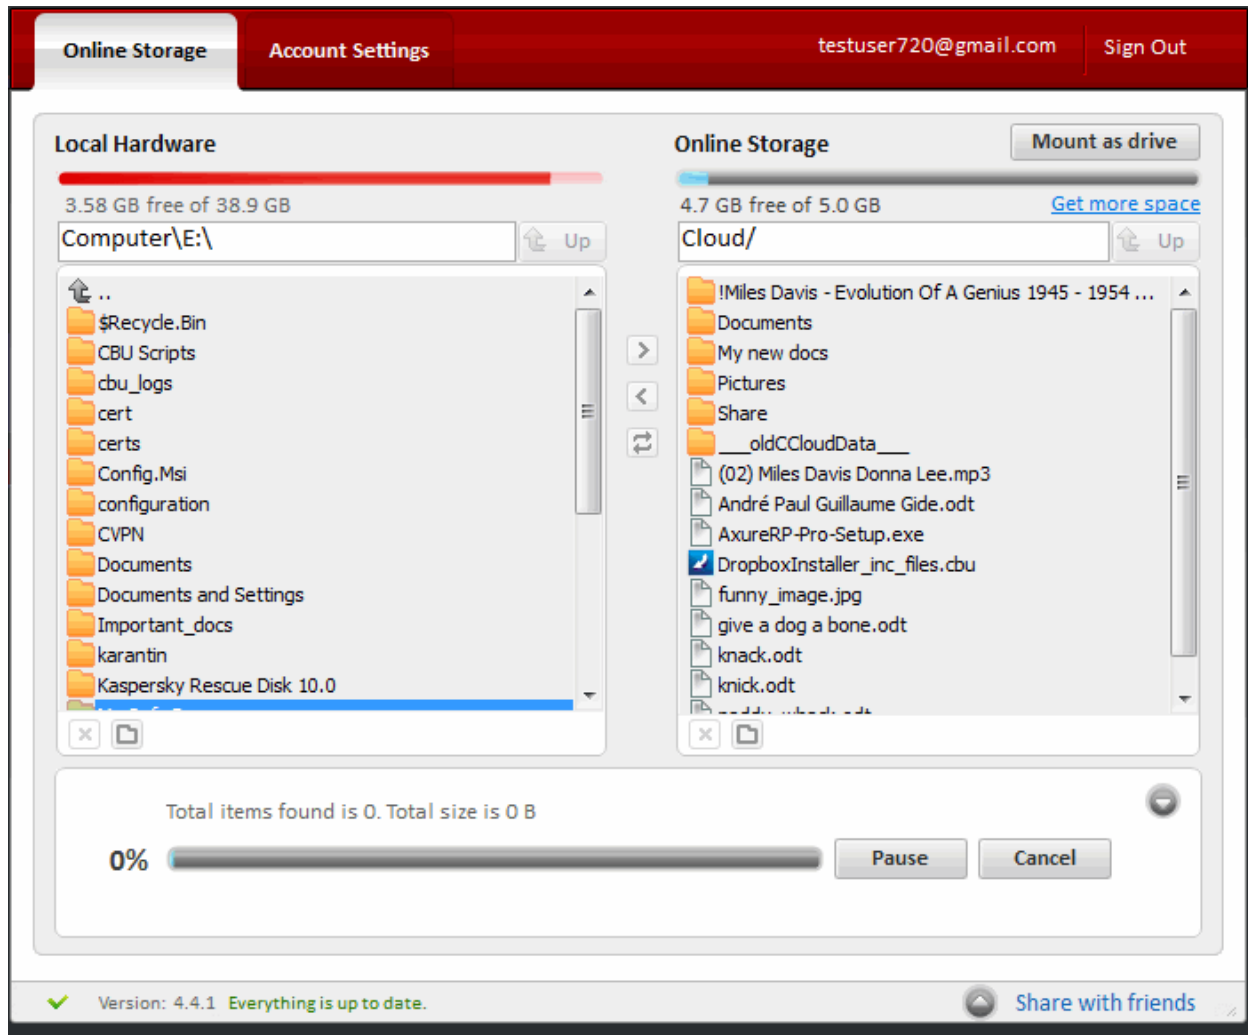 Online Storage
Account Settings
testuser720@gmail.com
Sign Out
Local Hardware
3.58 GB free of 38.9 GB
Computer\E:\
Up
..
$Recycle.Bin
CBU Scripts
cbu_logs
cert
certs
Config.Msi
configuration
CVPN
Documents
Documents and Settings
Important_docs
karantin
Kaspersky Rescue Disk 10.0
Online Storage
Mount as drive
4.7 GB free of 5.0 GB
Get more space
Cloud/
Up
!Miles Davis - Evolution Of A Genius 1945 - 1954 ...
Documents
My new docs
Pictures
Share
___oldCCloudData___
(02) Miles Davis Donna Lee.mp3
André Paul Guillaume Gide.odt
AxureRP-Pro-Setup.exe
DropboxInstaller_inc_files.cbu
funny_image.jpg
give a dog a bone.odt
knack.odt
knick.odt
Total items found is 0. Total size is 0 B
0%
Pause
Cancel
Version: 4.4.1 Everything is up to date.
Share with friends